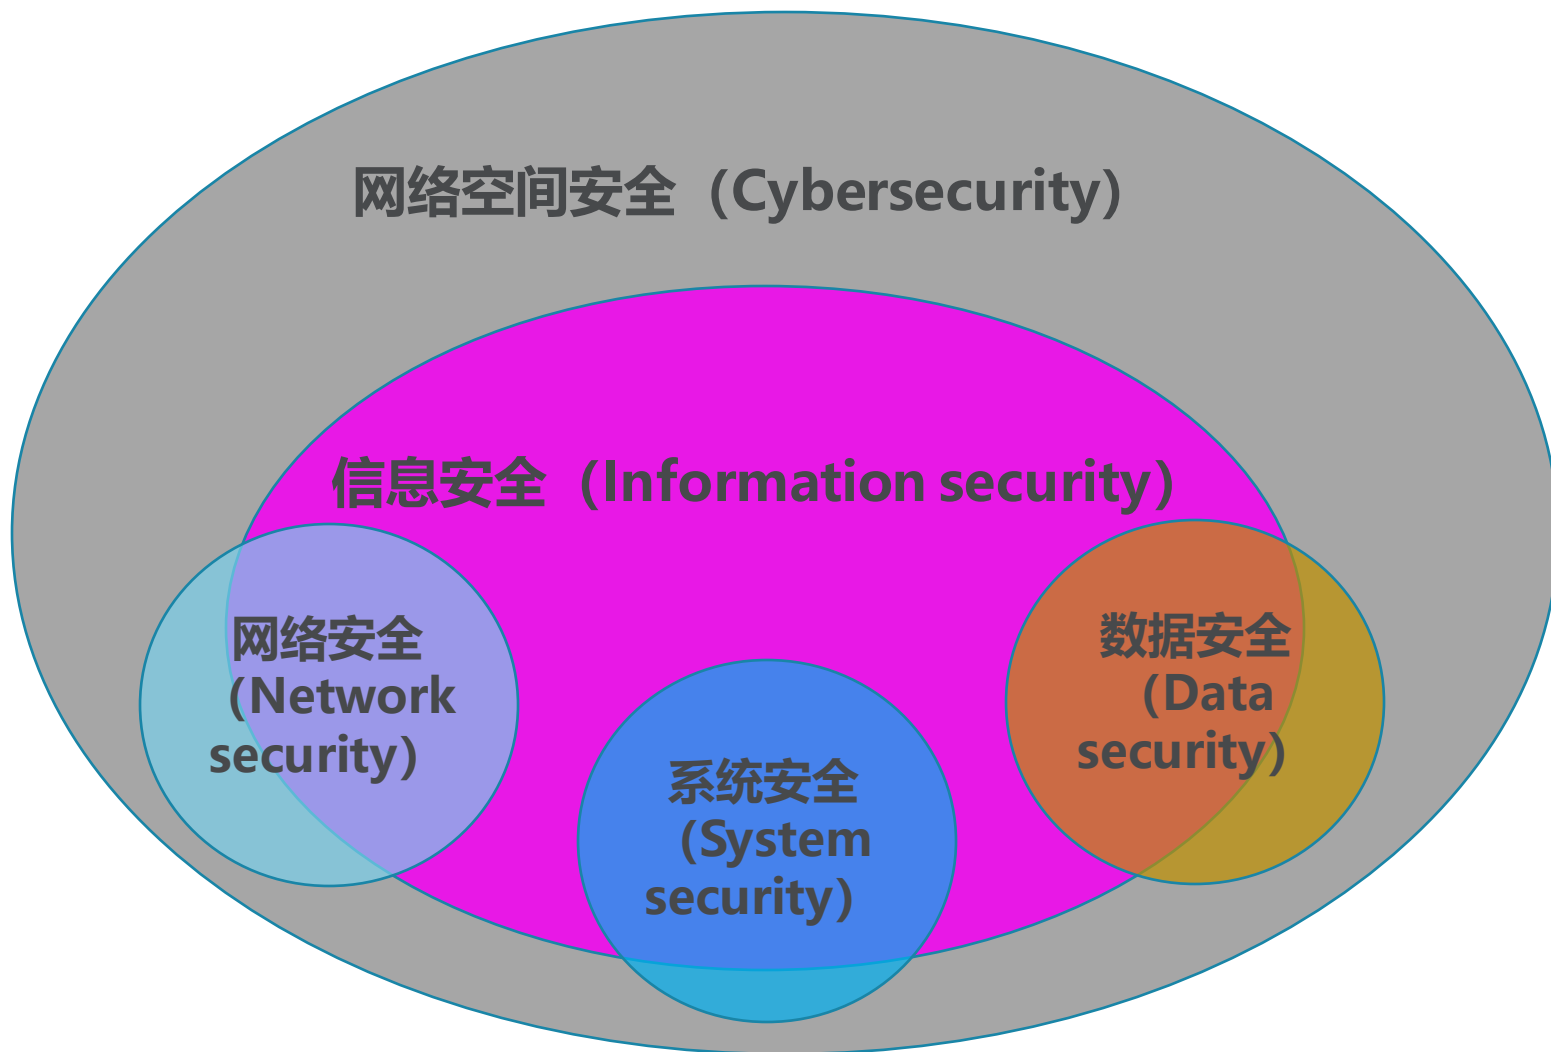 网络空间安全（Cybersecurity）
信息安全（Information security）
网络安全
（Network
security）
系统安全
（System
security）
数据安全
（Data
security）